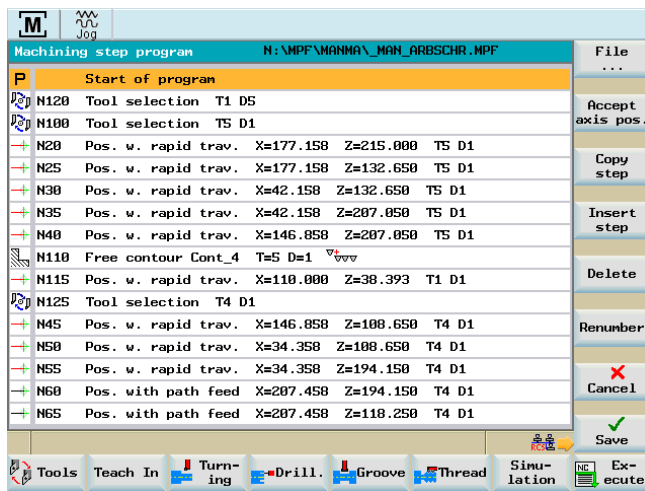 M
Jog
Machining step program N:\MPF\MANMA\_MAN_ARBSCHR.MPF
P Start of program
N120 Tool selection T1 D5
N100 Tool selection T5 D1
N20 Pos. w. rapid trav. X=177.158 Z=215.000 T5 D1
N25 Pos. w. rapid trav. X=177.158 Z=132.650 T5 D1
N30 Pos. w. rapid trav. X=42.158 Z=132.650 T5 D1
N35 Pos. w. rapid trav. X=42.158 Z=207.050 T5 D1
N40 Pos. w. rapid trav. X=146.858 Z=207.050 T5 D1
N110 Free contour Cont_4 T=5 D=1
N115 Pos. w. rapid trav. X=110.000 Z=38.393 T1 D1
N125 Tool selection T4 D1
N45 Pos. w. rapid trav. X=146.858 Z=108.650 T4 D1
N50 Pos. w. rapid trav. X=34.358 Z=108.650 T4 D1
N55 Pos. w. rapid trav. X=34.358 Z=194.150 T4 D1
N60 Pos. with path feed X=207.458 Z=194.150 T4 D1
N65 Pos. with path feed X=207.458 Z=118.250 T4 D1
File
...
Accept
axis pos.
Copy
step
Insert
step
Delete
Renumber
Cancel
Save
RCS
Tools
Teach In
Turn-
ing
Drill.
Groove
Thread
Simu-
lation
NC Ex-
ecute